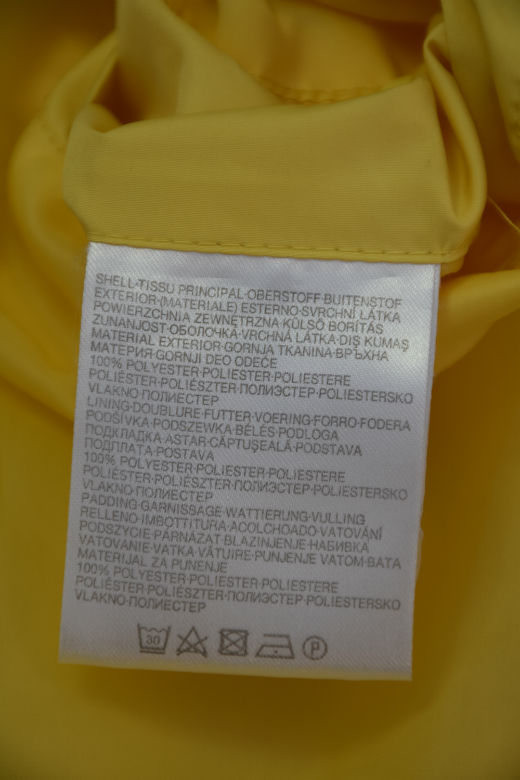 SHELL·TISSU PRINCIPAL·OBERSTOFF·BUITENSTOF
EXTERIOR·(MATERIALE) ESTERNO·SVRCHNÍ LÁTKA
POWIERZCHNIA ZEWNĘTRZNA·KÜLSŐ BORÍTÁS
ZUNANJOST·ОБОЛОЧКА·VRCHNÁ LÁTKA·DIŞ KUMAŞ
MATERIAL EXTERIOR·GORNJA TKANINA·ВРЪХНА
МАТЕРИЯ·GORNJI DEO ODEĆE
100% POLYESTER·POLIESTER·POLIESTERE
POLIÉSTER·POLIÉSZTER·ПОЛИЭСТЕР·POLIESTERSKO
VLAKNO·ПОЛИЕСТЕР
LINING·DOUBLURE·FUTTER·VOERING·FORRO·FODERA
PODŠÍVKA·PODSZEWKA·BÉLÉS·PODLOGA
ПОДКЛАДКА·ASTAR·CĂPTUŞEALĂ·PODSTAVA
ПОДПЛАТА·POSTAVA
100% POLYESTER·POLIESTER·POLIESTERE
POLIÉSTER·POLIÉSZTER·ПОЛИЭСТЕР·POLIESTERSKO
VLAKNO·ПОЛИЕСТЕР
PADDING·GARNISSAGE·WATTIERUNG·VULLING
RELLENO·IMBOTTITURA·ACOLCHOADO·VATOVÁNÍ
PODSZYCIE·PÁRNÁZAT·BLAZINJENJE·НАБИВКА
VATOVANIE·VATKA·VĂTUIRE·PUNJENJE VATOM·ВАТА
MATERIJAL ZA PUNENJE
100% POLYESTER·POLIESTER·POLIESTERE
POLIÉSTER·POLIÉSZTER·ПОЛИЭСТЕР·POLIESTERSKO
VLAKNO·ПОЛИЕСТЕР
30 P